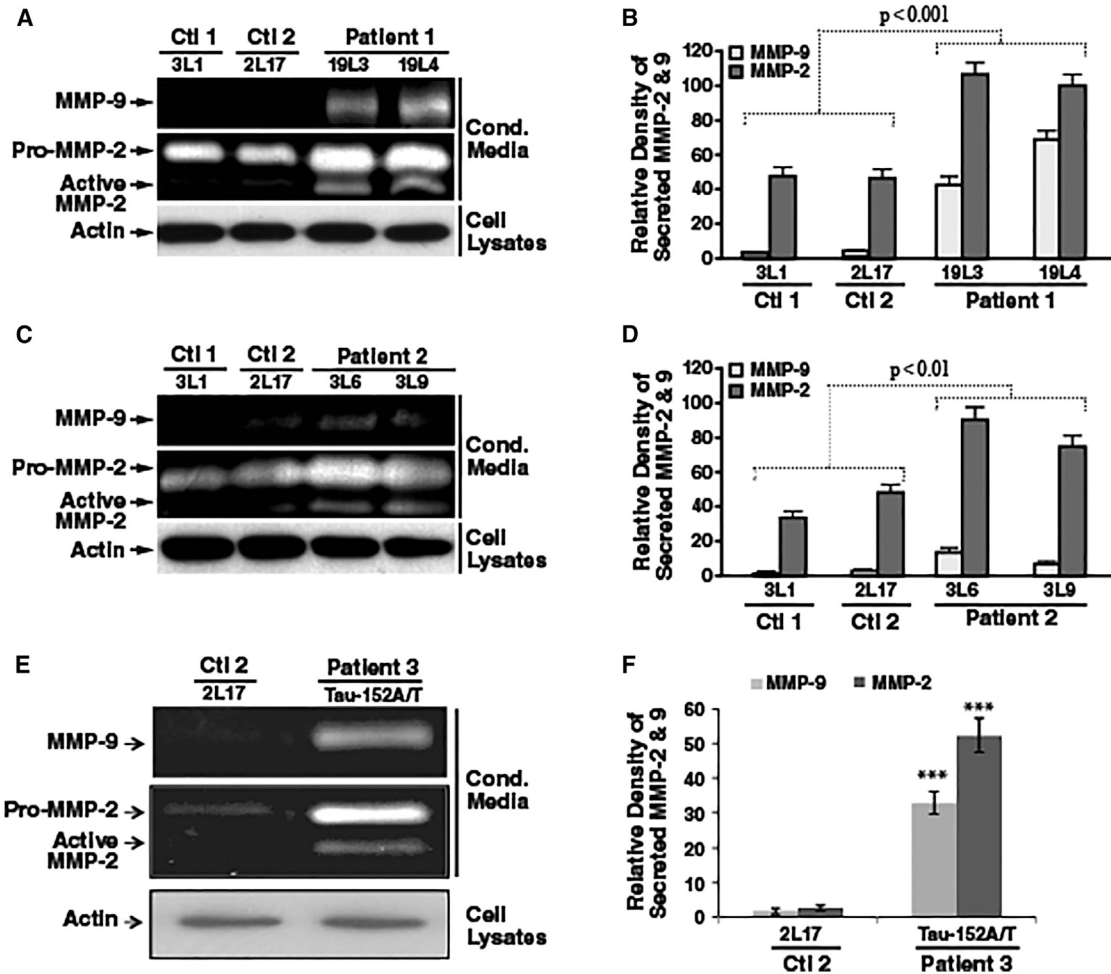 A
Ctl 1 Ctl 2 Patient 1
3L1 2L17 19L3 19L4
MMP-9
Pro-MMP-2
Active
MMP-2
Actin
Cond.
Media
Cell
Lysates
B
p<0.001
MMP-9
MMP-2
Relative Density of
Secreted MMP-2 & 9
120
100
80
60
40
20
0
3L1 2L17 19L3 19L4
Ctl 1 Ctl 2 Patient 1
C
Ctl 1 Ctl 2 Patient 2
3L1 2L17 3L6 3L9
MMP-9
Pro-MMP-2
Active
MMP-2
Actin
Cond.
Media
Cell
Lysates
D
p<0.01
MMP-9
MMP-2
Relative Density of
Secreted MMP-2 & 9
120
100
80
60
40
20
0
3L1 2L17 3L6 3L9
Ctl 1 Ctl 2 Patient 2
E
Ctl 2 Patient 3
2L17 Tau-152A/T
MMP-9
Pro-MMP-2
Active
MMP-2
Actin
Cond.
Media
Cell
Lysates
F
MMP-9 MMP-2
Relative Density of
Secreted MMP-2 & 9
60
50
40
30
20
10
0
***
***
2L17 Tau-152A/T
Ctl 2 Patient 3